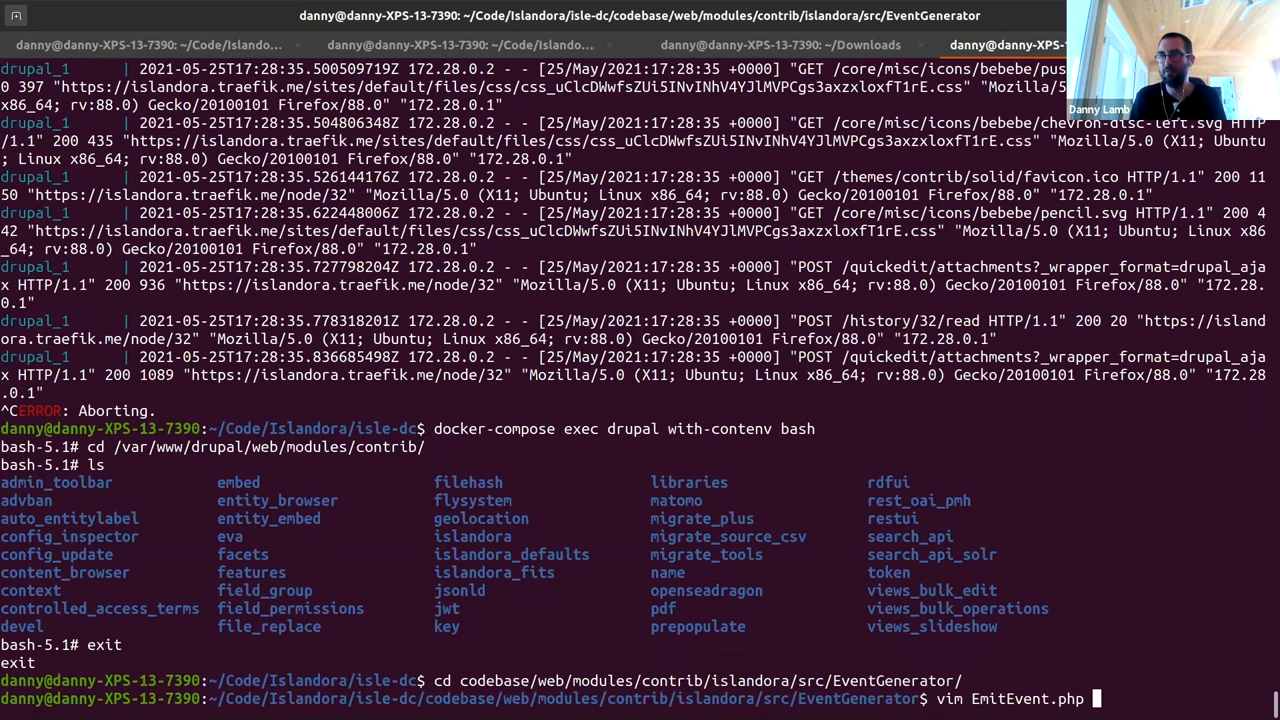 danny@danny-XPS-13-7390: ~/Code/Islandora/isle-dc/codebase/web/modules/contrib/islandora/src/EventGenerator
danny@danny-XPS-13-7390: ~/Code/Islando... × danny@danny-XPS-13-7390: ~/Code/Islando... × danny@danny-XPS-13-7390: ~/Downloads × danny@danny-XPS-1
drupal_1 | 2021-05-25T17:28:35.500509719Z 172.28.0.2 - - [25/May/2021:17:28:35 +0000] "GET /core/misc/icons/bebebe/pus
0 397 "https://islandora.traefik.me/sites/default/files/css/css_uClcDWwfsZUi5INvINhV4YJlMVPCgs3axzxloxfT1rE.css" "Mozilla/5
x86_64; rv:88.0) Gecko/20100101 Firefox/88.0" "172.28.0.1"
drupal_1 | 2021-05-25T17:28:35.504806344Z 172.28.0.2 - - [25/May/2021:17:28:35 +0000] "GET /core/misc/icons/bebebe/chevron-disc-left.svg HTTP
/1.1" 200 435 "https://islandora.traefik.me/sites/default/files/css/css_uClcDWwfsZUi5INvINhV4YJlMVPCgs3axzxloxfT1rE.css" "Mozilla/5.0 (X11; Ubuntu
; Linux x86_64; rv:88.0) Gecko/20100101 Firefox/88.0" "172.28.0.1"
drupal_1 | 2021-05-25T17:28:35.526144176Z 172.28.0.2 - - [25/May/2021:17:28:35 +0000] "GET /themes/contrib/solid/favicon.ico HTTP/1.1" 200 11
50 "https://islandora.traefik.me/node/32" "Mozilla/5.0 (X11; Ubuntu; Linux x86_64; rv:88.0) Gecko/20100101 Firefox/88.0" "172.28.0.1"
drupal_1 | 2021-05-25T17:28:35.622448006Z 172.28.0.2 - - [25/May/2021:17:28:35 +0000] "GET /core/misc/icons/bebebe/pencil.svg HTTP/1.1" 200 4
42 "https://islandora.traefik.me/sites/default/files/css/css_uClcDWwfsZUi5INvINhV4YJlMVPCgs3axzxloxfT1rE.css" "Mozilla/5.0 (X11; Ubuntu; Linux x86
_64; rv:88.0) Gecko/20100101 Firefox/88.0" "172.28.0.1"
drupal_1 | 2021-05-25T17:28:35.727798204Z 172.28.0.2 - - [25/May/2021:17:28:35 +0000] "POST /quickedit/attachments?_wrapper_format=drupal_aja
x HTTP/1.1" 200 936 "https://islandora.traefik.me/node/32" "Mozilla/5.0 (X11; Ubuntu; Linux x86_64; rv:88.0) Gecko/20100101 Firefox/88.0" "172.28.
0.1"
drupal_1 | 2021-05-25T17:28:35.778318201Z 172.28.0.2 - - [25/May/2021:17:28:35 +0000] "POST /history/32/read HTTP/1.1" 200 20 "https://island
ora.traefik.me/node/32" "Mozilla/5.0 (X11; Ubuntu; Linux x86_64; rv:88.0) Gecko/20100101 Firefox/88.0" "172.28.0.1"
drupal_1 | 2021-05-25T17:28:35.836685498Z 172.28.0.2 - - [25/May/2021:17:28:35 +0000] "POST /quickedit/attachments?_wrapper_format=drupal_aja
x HTTP/1.1" 200 1089 "https://islandora.traefik.me/node/32" "Mozilla/5.0 (X11; Ubuntu; Linux x86_64; rv:88.0) Gecko/20100101 Firefox/88.0" "172.28
.0.1"
^CERROR: Aborting.
danny@danny-XPS-13-7390:~/Code/Islandora/isle-dc$ docker-compose exec drupal with-contenv bash
bash-5.1# cd /var/www/drupal/web/modules/contrib/
bash-5.1# ls
admin_toolbar embed filehash libraries rdfui
advban entity_browser flysystem matomo rest_oai_pmh
auto_entitylabel entity_embed geolocation migrate_plus restui
config_inspector eva islandora migrate_source_csv search_api
config_update facets islandora_defaults migrate_tools search_api_solr
content_browser features islandora_fits name token
context field_group jsonld openseadragon views_bulk_edit
controlled_access_terms field_permissions jwt pdf views_bulk_operations
devel file_replace key prepopulate views_slideshow
bash-5.1# exit
exit
danny@danny-XPS-13-7390:~/Code/Islandora/isle-dc$ cd codebase/web/modules/contrib/islandora/src/EventGenerator/
danny@danny-XPS-13-7390:~/Code/Islandora/isle-dc/codebase/web/modules/contrib/islandora/src/EventGenerator$ vim EmitEvent.php
Danny Lamb